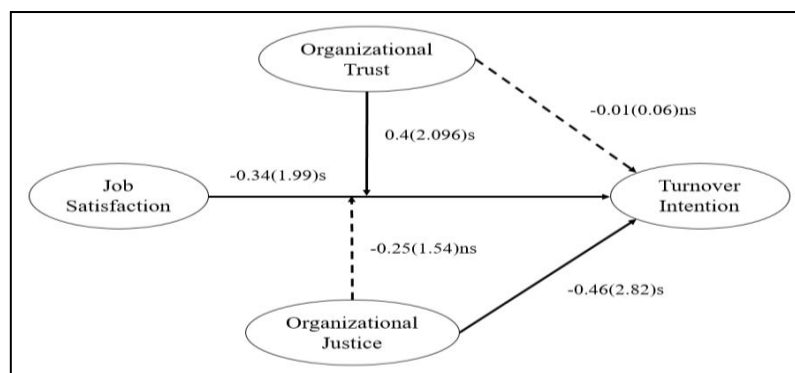 Organizational
Trust
-0.01(0.06)ns
0.4(2.096)s
-0.34(1.99)s
Job
Satisfaction
Turnover
Intention
-0.25(1.54)ns
-0.46(2.82)s
Organizational
Justice